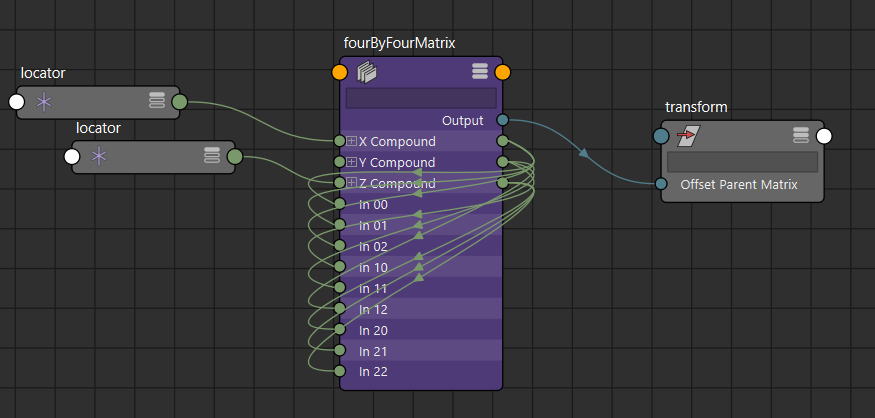 fourByFourMatrix
locator
locator
transform
Output
X Compound
Y Compound
Z Compound
In 00
In 01
In 02
In 10
In 11
In 12
In 20
In 21
In 22
Offset Parent Matrix